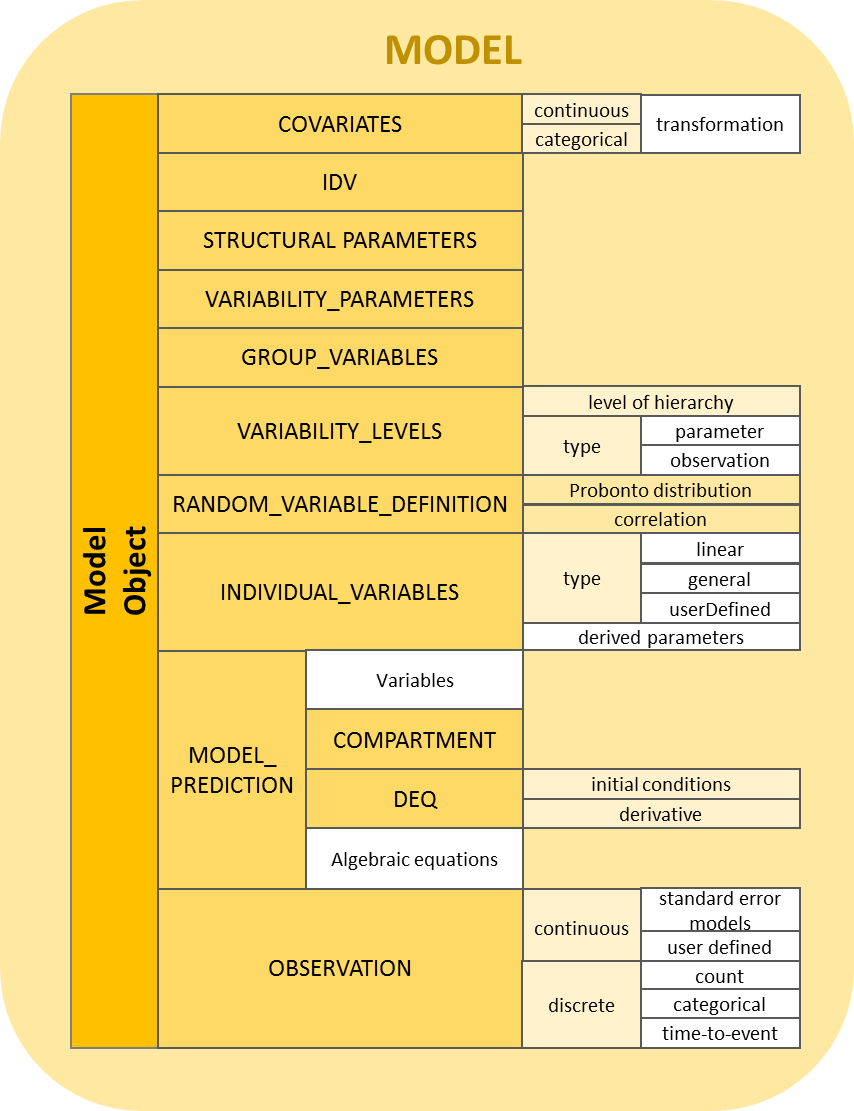 MODEL
Model
Object
COVARIATES
continuous
categorical
transformation
IDV
STRUCTURAL PARAMETERS
VARIABILITY_PARAMETERS
GROUP_VARIABLES
VARIABILITY_LEVELS
level of hierarchy
type
parameter
observation
RANDOM_VARIABLE_DEFINITION
Probonto distribution
correlation
INDIVIDUAL_VARIABLES
type
linear
general
userDefined
derived parameters
MODEL_
PREDICTION
Variables
COMPARTMENT
DEQ
initial conditions
derivative
Algebraic equations
OBSERVATION
continuous
standard error
models
user defined
discrete
count
categorical
time-to-event